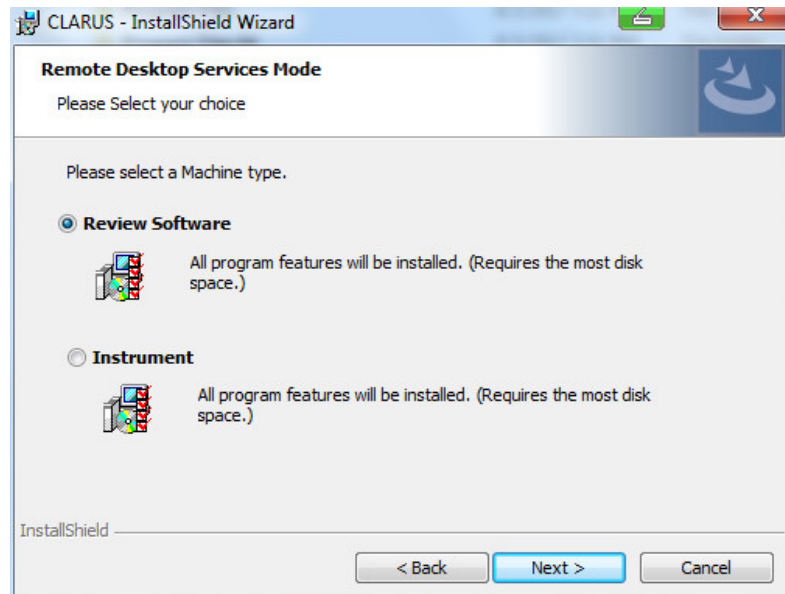 CLARUS - InstallShield Wizard
Remote Desktop Services Mode
Please Select your choice
Please select a Machine type.
Review Software
All program features will be installed. (Requires the most disk
space.)
Instrument
All program features will be installed. (Requires the most disk
space.)
InstallShield
< Back
Next >
Cancel